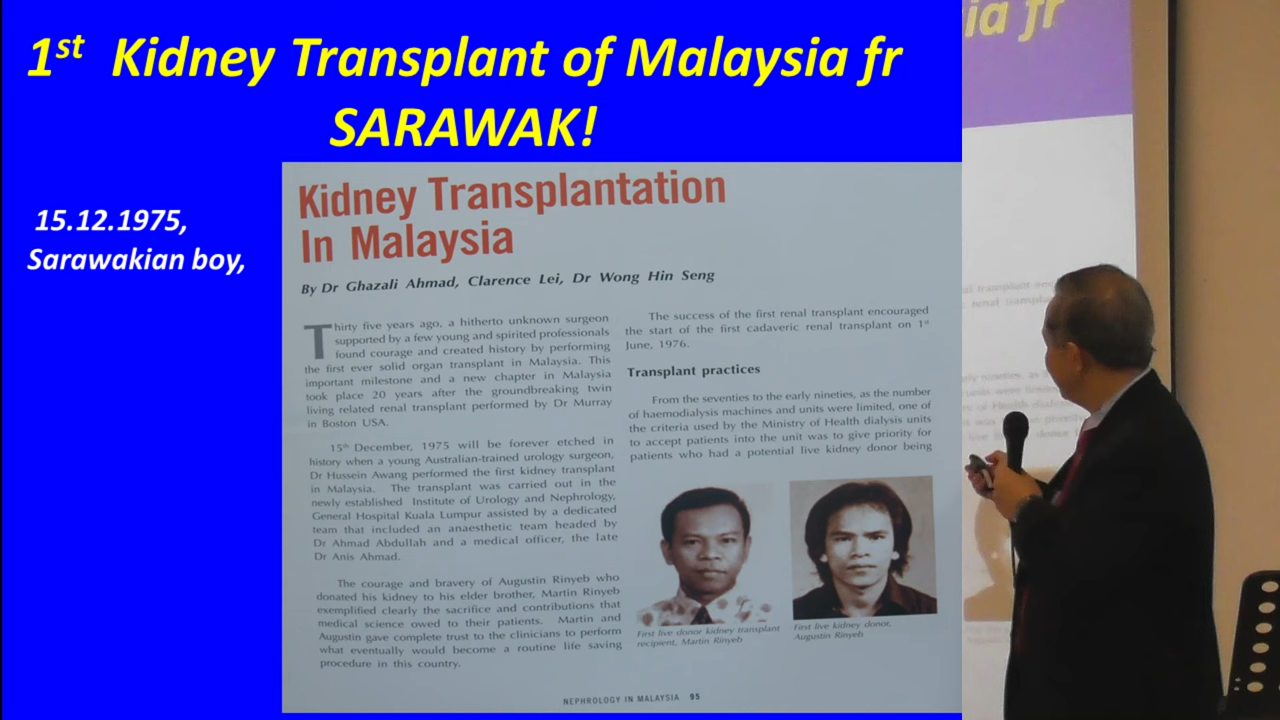 1st Kidney Transplant of Malaysia fr
SARAWAK!
15.12.1975,
Sarawakian boy,
Kidney Transplantation
In Malaysia
By Dr Ghazali Ahmad, Clarence Lei, Dr Wong Hin Seng
Thirty five years ago, a hitherto unknown surgeon
supported by a few young and spirited professionals
found courage and created history by performing
the first ever solid organ transplant in Malaysia. This
important milestone and a new chapter in Malaysia
took place 20 years after the groundbreaking twin
living related renal transplant performed by Dr Murray
in Boston USA.
15th December, 1975 will be forever etched in
history when a young Australian-trained urology surgeon,
Dr Hussein Awang performed the first kidney transplant
in Malaysia. The transplant was carried out in the
newly established Institute of Urology and Nephrology,
General Hospital Kuala Lumpur assisted by a dedicated
team that included an anaesthetic team headed by
Dr Ahmad Abdullah and a medical officer, the late
Dr Anis Ahmad.
The courage and bravery of Augustin Rinyeb who
donated his kidney to his elder brother, Martin Rinyeb
exemplified clearly the sacrifice and contributions that
medical science owed to their patients. Martin and
Augustin gave complete trust to the clinicians to perform
what eventually would become a routine life saving
procedure in this country.
The success of the first renal transplant encouraged
the start of the first cadaveric renal transplant on 1st
June, 1976.
Transplant practices
From the seventies to the early nineties, as the number
of haemodialysis machines and units were limited, one of
the criteria used by the Ministry of Health dialysis units
to accept patients into the unit was to give priority for
patients who had a potential live kidney donor being
First live donor kidney transplant
recipient, Martin Rinyeb
First live kidney donor,
Augustin Rinyeb
NEPHROLOGY IN MALAYSIA 95
ia fr